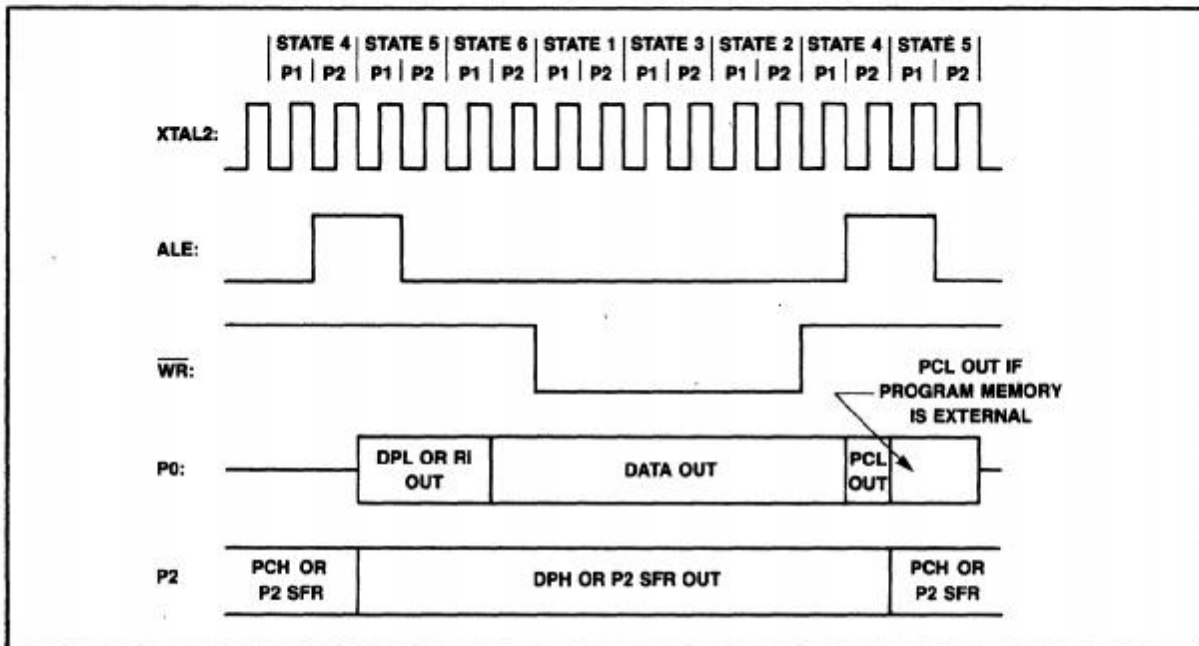 STATE 4 STATE 5 STATE 6 STATE 1 STATE 3 STATE 2 STATE 4 STATE 5
P1 P2 P1 P2 P1 P2 P1 P2 P1 P2 P1 P2 P1 P2 P1 P2
XTAL2:
ALE:
WR:
PCL OUT IF
PROGRAM MEMORY
IS EXTERNAL
P0:
DPL OR RI
OUT
DATA OUT
PCL
OUT
P2
PCH OR
P2 SFR
DPH OR P2 SFR OUT
PCH OR
P2 SFR